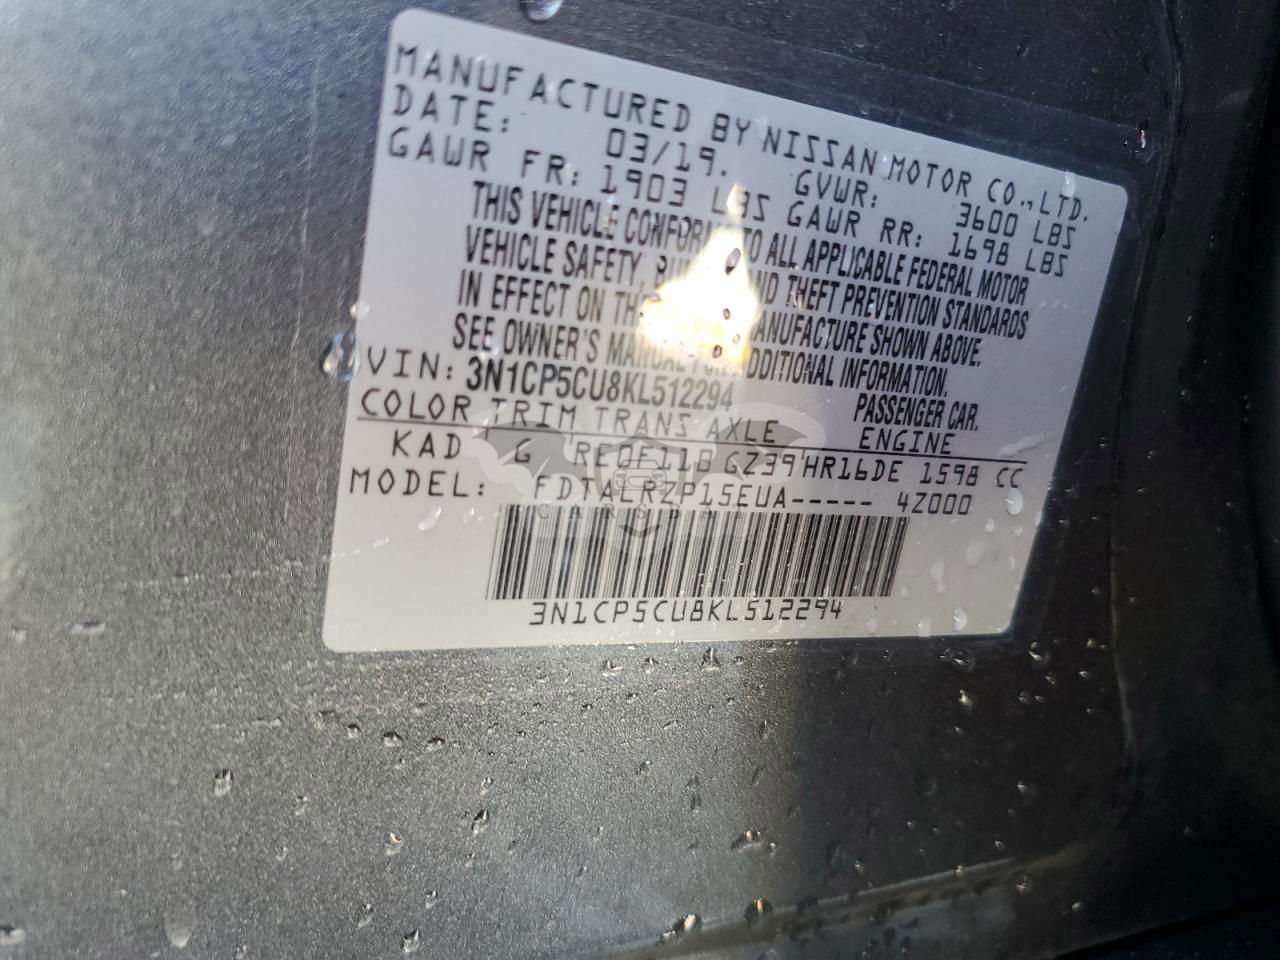 MANUFACTURED BY NISSAN MOTOR CO.,LTD.
DATE: 03/19. GVWR: 3600 LBS
GAWR FR: 1903 LBS GAWR RR: 1698 LBS
THIS VEHICLE CONFORMS TO ALL APPLICABLE FEDERAL MOTOR
VEHICLE SAFETY, AND THEFT PREVENTION STANDARDS
IN EFFECT ON THE MANUFACTURE SHOWN ABOVE.
SEE OWNER'S MANUAL FOR ADDITIONAL INFORMATION.
VIN: 3N1CP5CU8KL512294 PASSENGER CAR.
COLOR TRIM TRANS AXLE ENGINE
KAD G RE0F11B GZ39 HR16DE 1598 CC
MODEL: FDTALRZP15EUA----- 4Z000
3N1CP5CU8KL512294